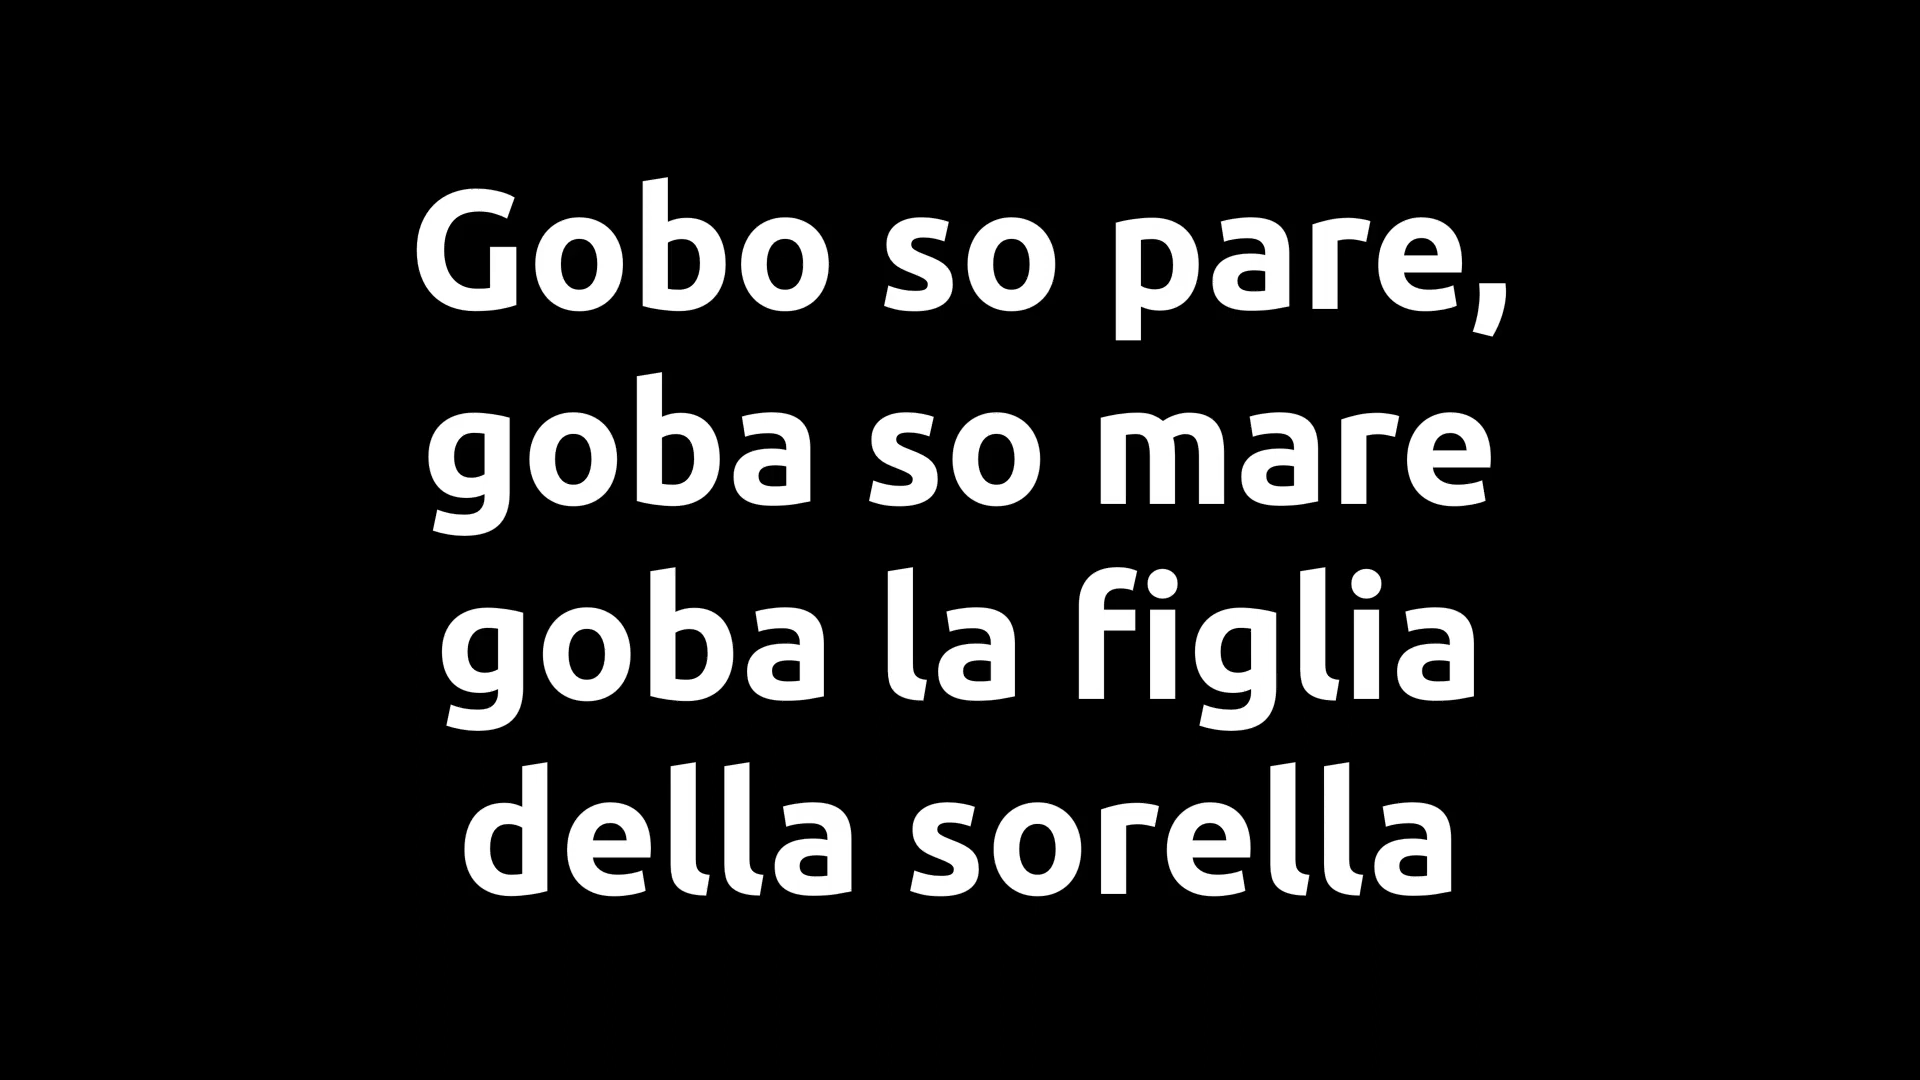 Gobo so pare,
goba so mare
goba la figlia
della sorella